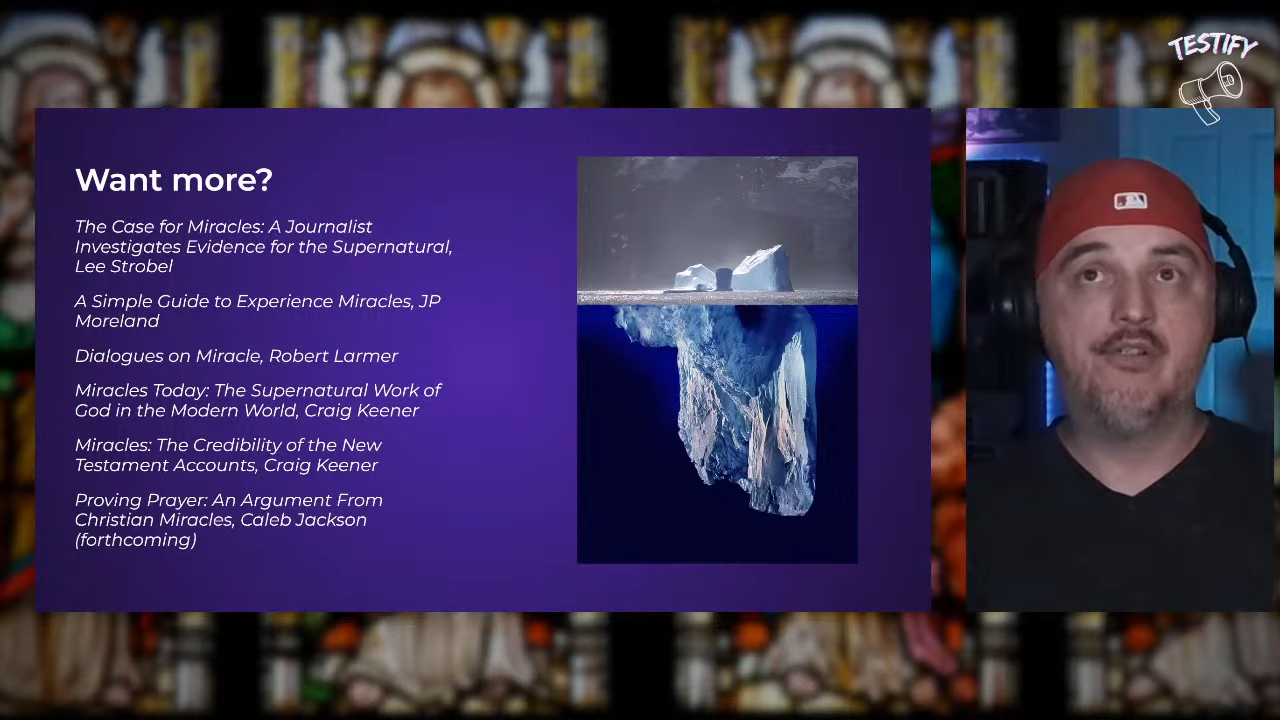 TESTIFY
Want more?
The Case for Miracles: A Journalist
Investigates Evidence for the Supernatural,
Lee Strobel
A Simple Guide to Experience Miracles, JP
Moreland
Dialogues on Miracle, Robert Larmer
Miracles Today: The Supernatural Work of
God in the Modern World, Craig Keener
Miracles: The Credibility of the New
Testament Accounts, Craig Keener
Proving Prayer: An Argument From
Christian Miracles, Caleb Jackson
(forthcoming)